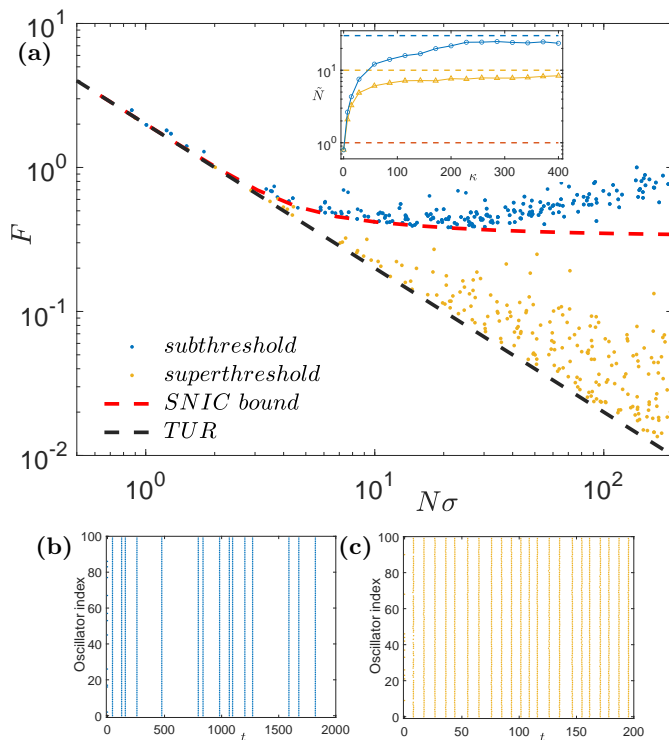 (a)
10^1
10^0
10^-1
10^-2
F
10^0 10^1 10^2
Nσ
subthreshold
superthreshold
SNIC bound
TUR
10^1
10^0
Ñ
0 100 200 300 400
κ
(b)
100
80
60
40
20
0
Oscillator index
0 500 1000 1500 2000
t
(c)
100
80
60
40
20
0
Oscillator index
0 50 100 150 200
t